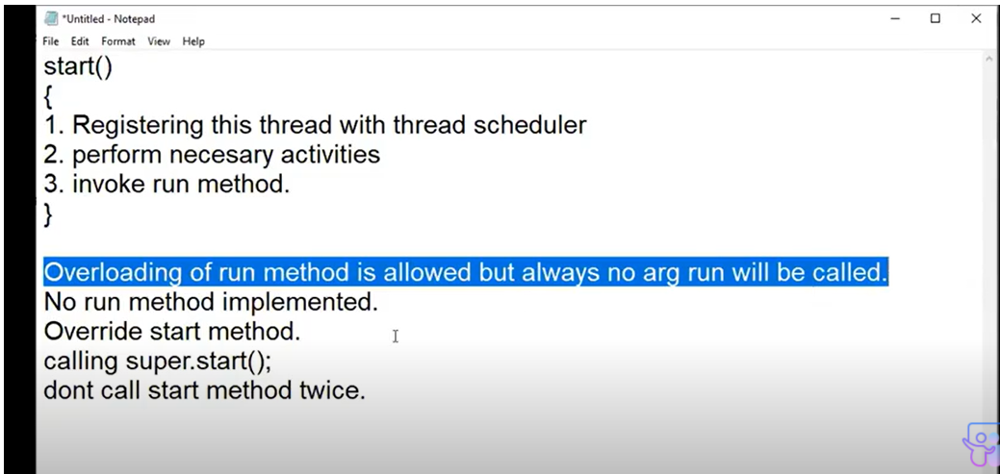 *Untitled - Notepad
File Edit Format View Help
start()
{
1. Registering this thread with thread scheduler
2. perform necesary activities
3. invoke run method.
}
Overloading of run method is allowed but always no arg run will be called.
No run method implemented.
Override start method.
calling super.start();
dont call start method twice.